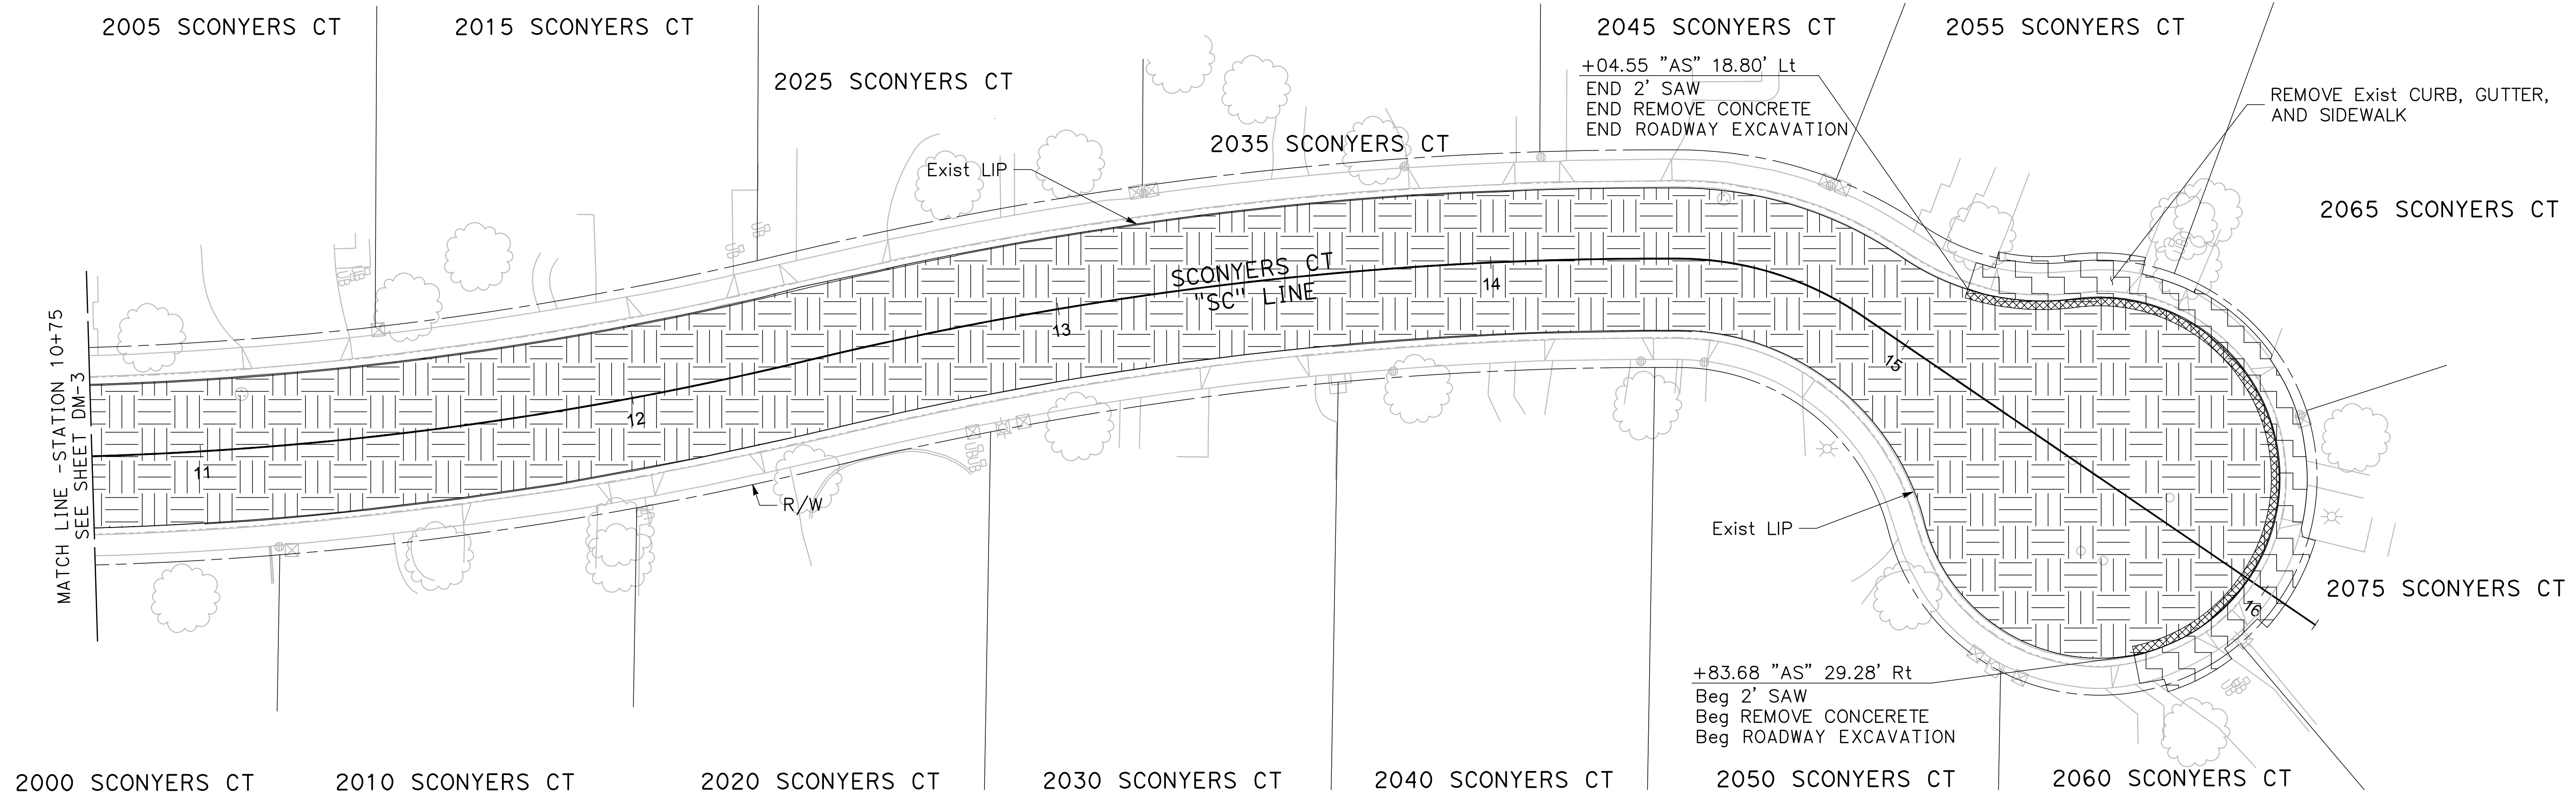 2005 SCONYERS CT
2015 SCONYERS CT
2025 SCONYERS CT
2035 SCONYERS CT
2045 SCONYERS CT
2055 SCONYERS CT
2065 SCONYERS CT
2075 SCONYERS CT
+04.55 "AS" 18.80' Lt
END 2' SAW
END REMOVE CONCRETE
END ROADWAY EXCAVATION
REMOVE Exist CURB, GUTTER,
AND SIDEWALK
Exist LIP
SCONYERS CT
"SC" LINE
MATCH LINE -STATION 10+75
SEE SHEET DM-3
11
12
13
14
15
16
R/W
Exist LIP
+83.68 "AS" 29.28' Rt
Beg 2' SAW
Beg REMOVE CONCERETE
Beg ROADWAY EXCAVATION
2000 SCONYERS CT
2010 SCONYERS CT
2020 SCONYERS CT
2030 SCONYERS CT
2040 SCONYERS CT
2050 SCONYERS CT
2060 SCONYERS CT